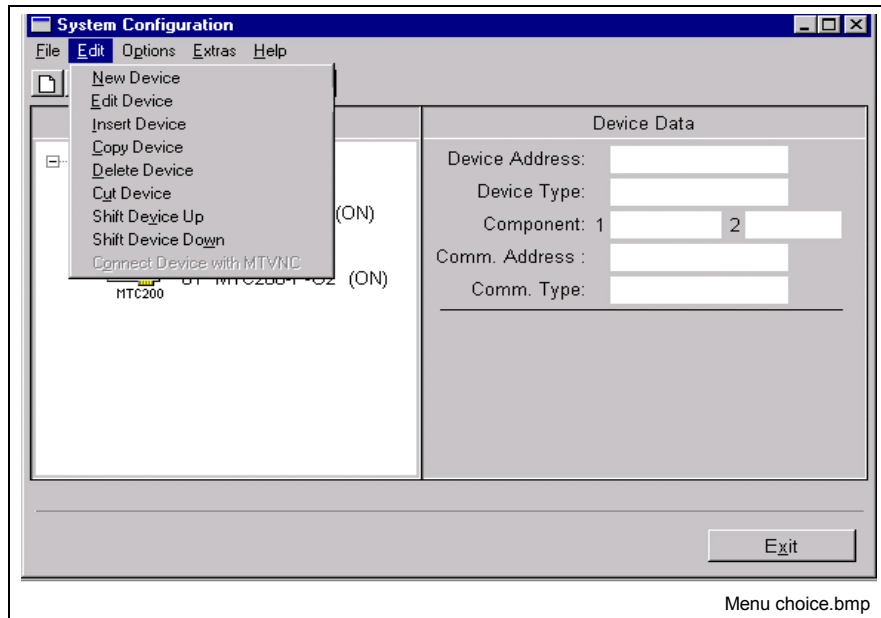 System Configuration
File Edit Options Extras Help
New Device
Edit Device
Insert Device
Copy Device
Delete Device
Cut Device
Shift Device Up
Shift Device Down
Connect Device with MTVNC
(ON)
(ON)
MTC200
Device Data
Device Address:
Device Type:
Component: 1 2
Comm. Address :
Comm. Type:
Exit
Menu choice.bmp